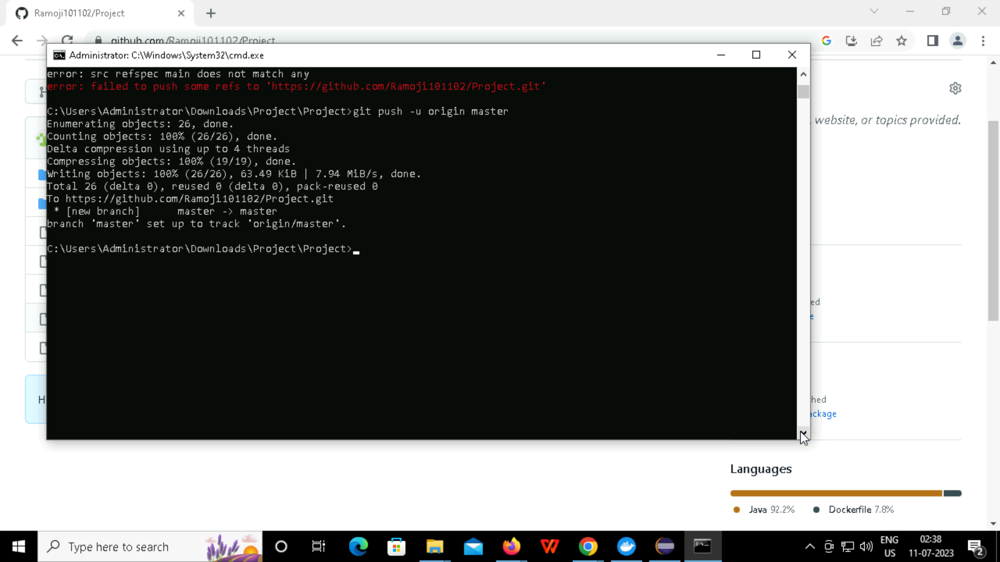 Ramoji101102/Project
github.com/Ramoji101102/Project
Administrator: C:\Windows\System32\cmd.exe
error: src refspec main does not match any
error: failed to push some refs to 'https://github.com/Ramoji101102/Project.git'
C:\Users\Administrator\Downloads\Project\Project>git push -u origin master
Enumerating objects: 26, done.
Counting objects: 100% (26/26), done.
Delta compression using up to 4 threads
Compressing objects: 100% (19/19), done.
Writing objects: 100% (26/26), 63.49 KiB | 7.94 MiB/s, done.
Total 26 (delta 0), reused 0 (delta 0), pack-reused 0
To https://github.com/Ramoji101102/Project.git
* [new branch]      master -> master
branch 'master' set up to track 'origin/master'.
C:\Users\Administrator\Downloads\Project\Project>
website, or topics provided.
ed
e
H
hed
ackage
Languages
Java 92.2%
Dockerfile 7.8%
Type here to search
ENG
US
02:38
11-07-2023
2